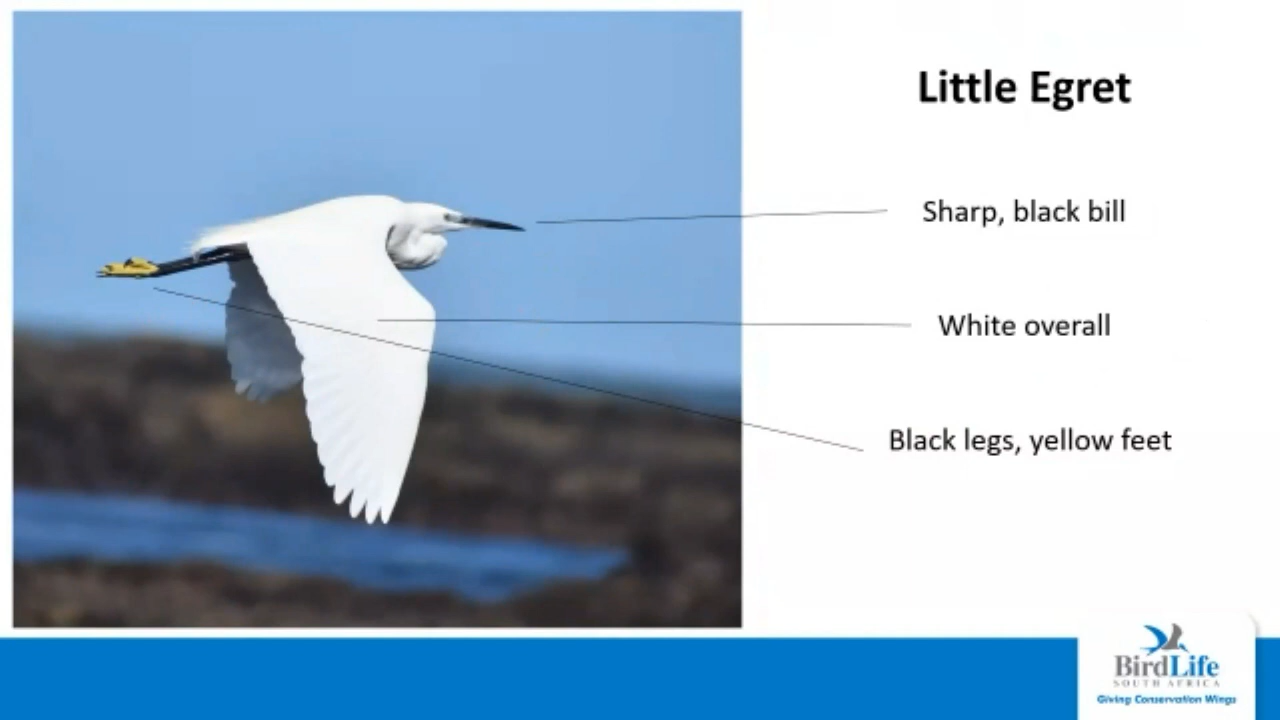 Little Egret
Sharp, black bill
White overall
Black legs, yellow feet
BirdLife
SOUTH AFRICA
Giving Conservation Wings